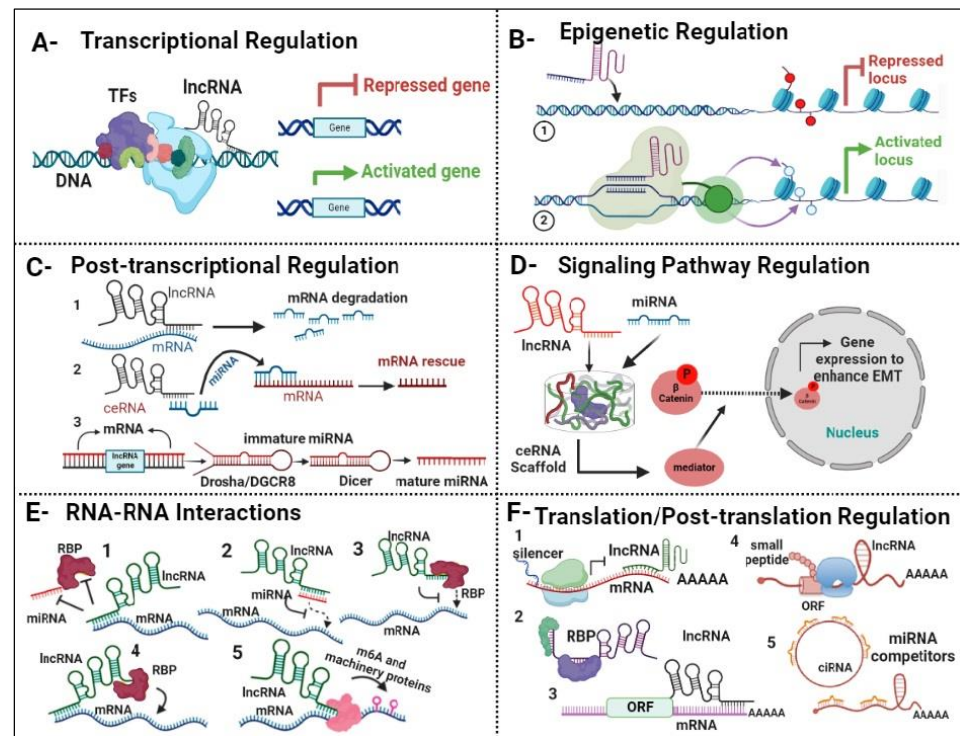 A- Transcriptional Regulation
TFs
lncRNA
DNA
Repressed gene
Gene
Activated gene
Gene
B- Epigenetic Regulation
Repressed
locus
1
Activated
locus
2
C- Post-transcriptional Regulation
1
lncRNA
mRNA degradation
mRNA
2
miRNA
mRNA rescue
ceRNA
mRNA
3
mRNA
immature miRNA
lncRNA
gene
Drosha/DGCR8
Dicer
mature miRNA
D- Signaling Pathway Regulation
lncRNA
miRNA
Gene
expression to
enhance EMT
P
β
Catenin
P
β
Catenin
Nucleus
ceRNA
Scaffold
mediator
E- RNA-RNA Interactions
RBP
1
lncRNA
miRNA
mRNA
2
lncRNA
miRNA
mRNA
3
lncRNA
RBP
mRNA
lncRNA
4
RBP
mRNA
5
m6A and
machinery proteins
lncRNA
mRNA
F- Translation/Post-translation Regulation
1
silencer
lncRNA
mRNA
AAAAA
2
RBP
lncRNA
3
ORF
mRNA
AAAAA
4
small
peptide
lncRNA
ORF
AAAAA
5
ciRNA
miRNA
competitors
AAAAA